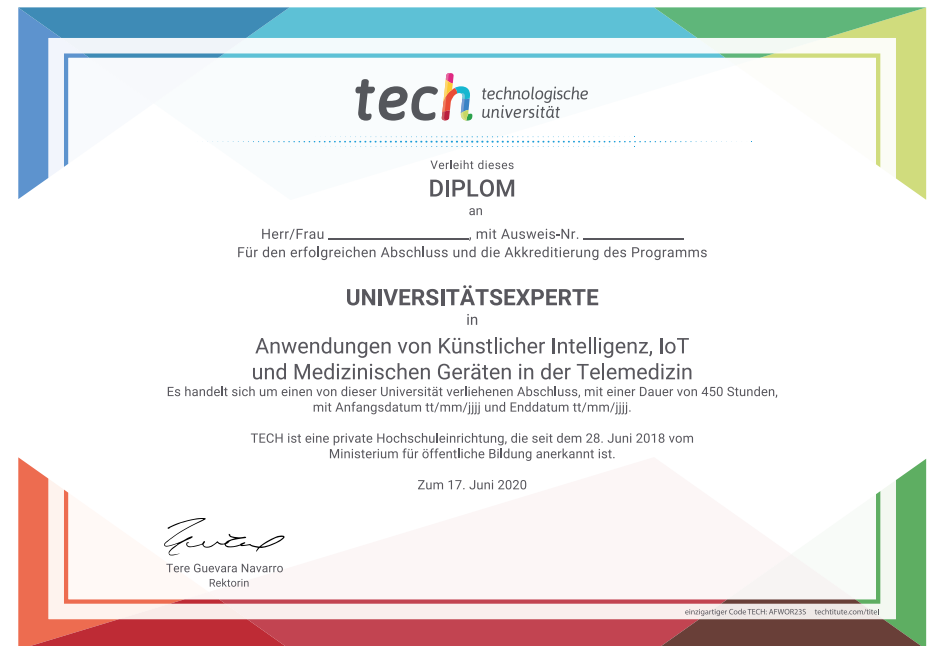 tech technologische
universität
Verleiht dieses
DIPLOM
an
Herr/Frau ____________, mit Ausweis-Nr. ____________
Für den erfolgreichen Abschluss und die Akkreditierung des Programms
UNIVERSITÄTSEXPERTE
in
Anwendungen von Künstlicher Intelligenz, IoT
und Medizinischen Geräten in der Telemedizin
Es handelt sich um einen von dieser Universität verliehenen Abschluss, mit einer Dauer von 450 Stunden,
mit Anfangsdatum tt/mm/jjjj und Enddatum tt/mm/jjjj.
TECH ist eine private Hochschuleinrichtung, die seit dem 28. Juni 2018 vom
Ministerium für öffentliche Bildung anerkannt ist.
Zum 17. Juni 2020
Tere Guevara Navarro
Rektorin
einzigartiger Code TECH: AFWOR235 techtitute.com/titel